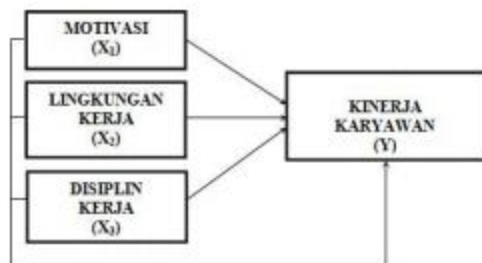 MOTIVASI
(X₁)
LINGKUNGAN
KERJA
(X₂)
DISIPLIN
KERJA
(X₃)
KINERJA
KARYAWAN
(Y)